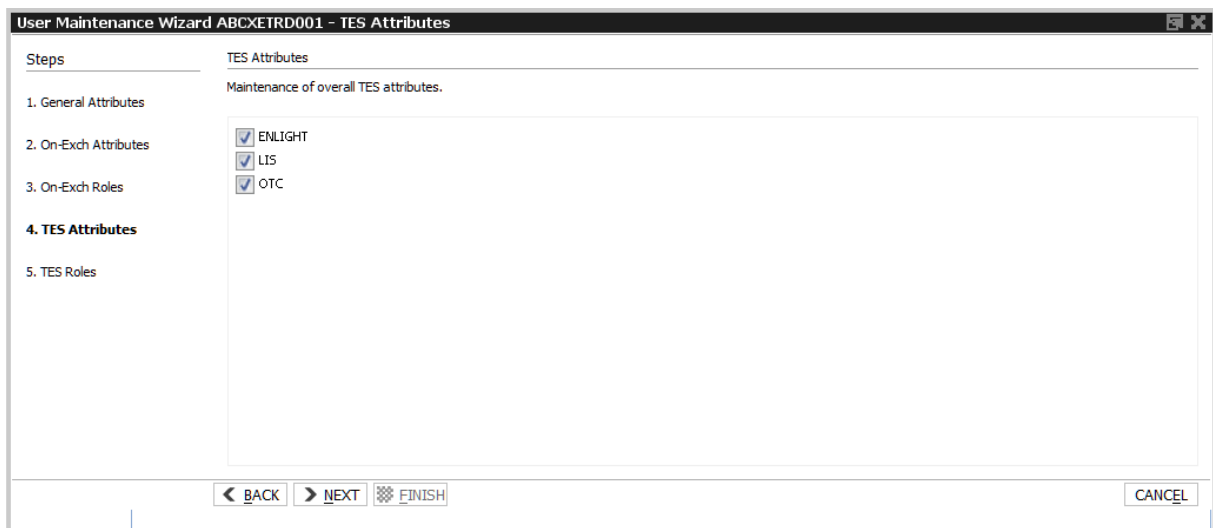 User Maintenance Wizard ABCXETRD001 - TES Attributes
Steps
1. General Attributes
2. On-Exch Attributes
3. On-Exch Roles
4. TES Attributes
5. TES Roles
TES Attributes
Maintenance of overall TES attributes.
ENLIGHT
LIS
OTC
BACK
NEXT
FINISH
CANCEL